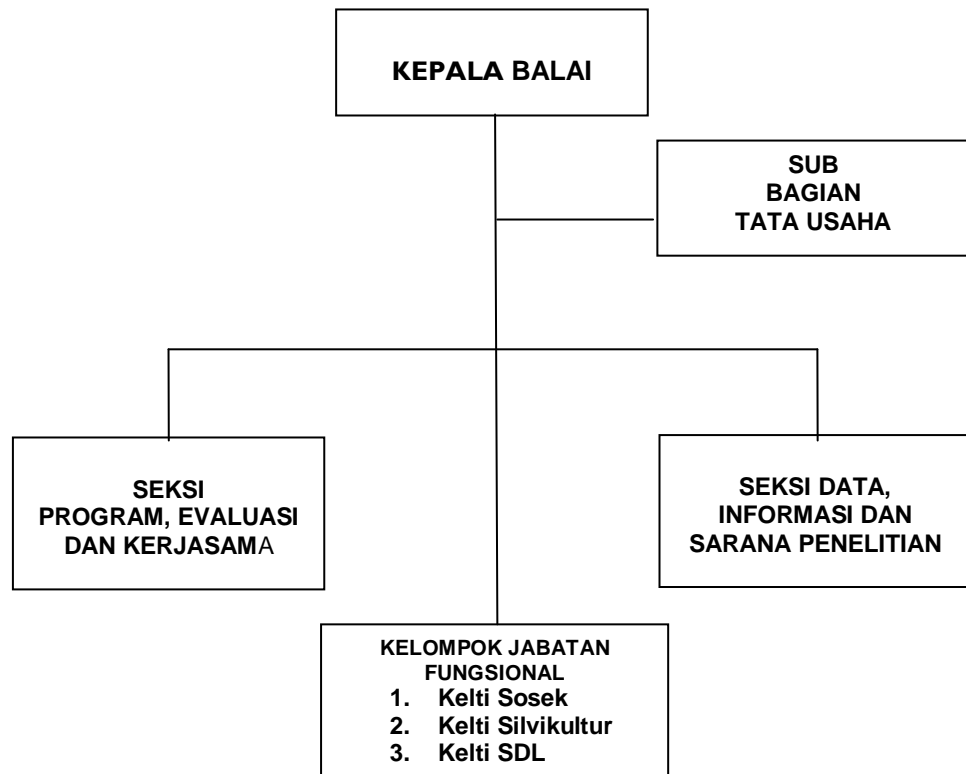 KEPALA BALAI
SUB
BAGIAN
TATA USAHA
SEKSI
PROGRAM, EVALUASI
DAN KERJASAMA
SEKSI DATA,
INFORMASI DAN
SARANA PENELITIAN
KELOMPOK JABATAN
FUNGSIONAL
1. Kelti Sosek
2. Kelti Silvikultur
3. Kelti SDL